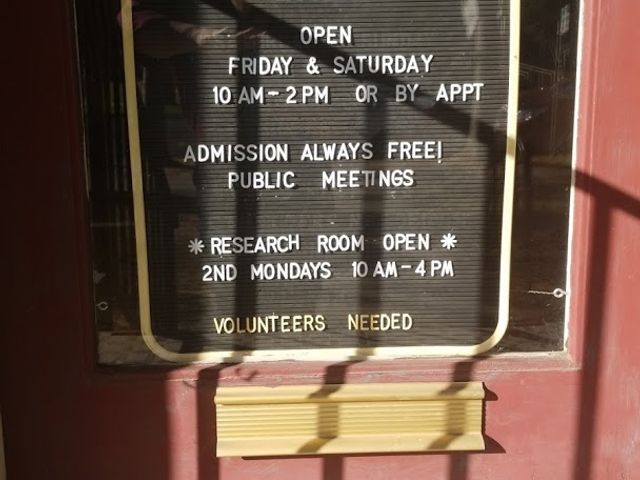 OPEN
FRIDAY & SATURDAY
10 AM - 2 PM OR BY APPT
ADMISSION ALWAYS FREE!
PUBLIC MEETINGS
* RESEARCH ROOM OPEN *
2ND MONDAYS 10 AM - 4 PM
VOLUNTEERS NEEDED